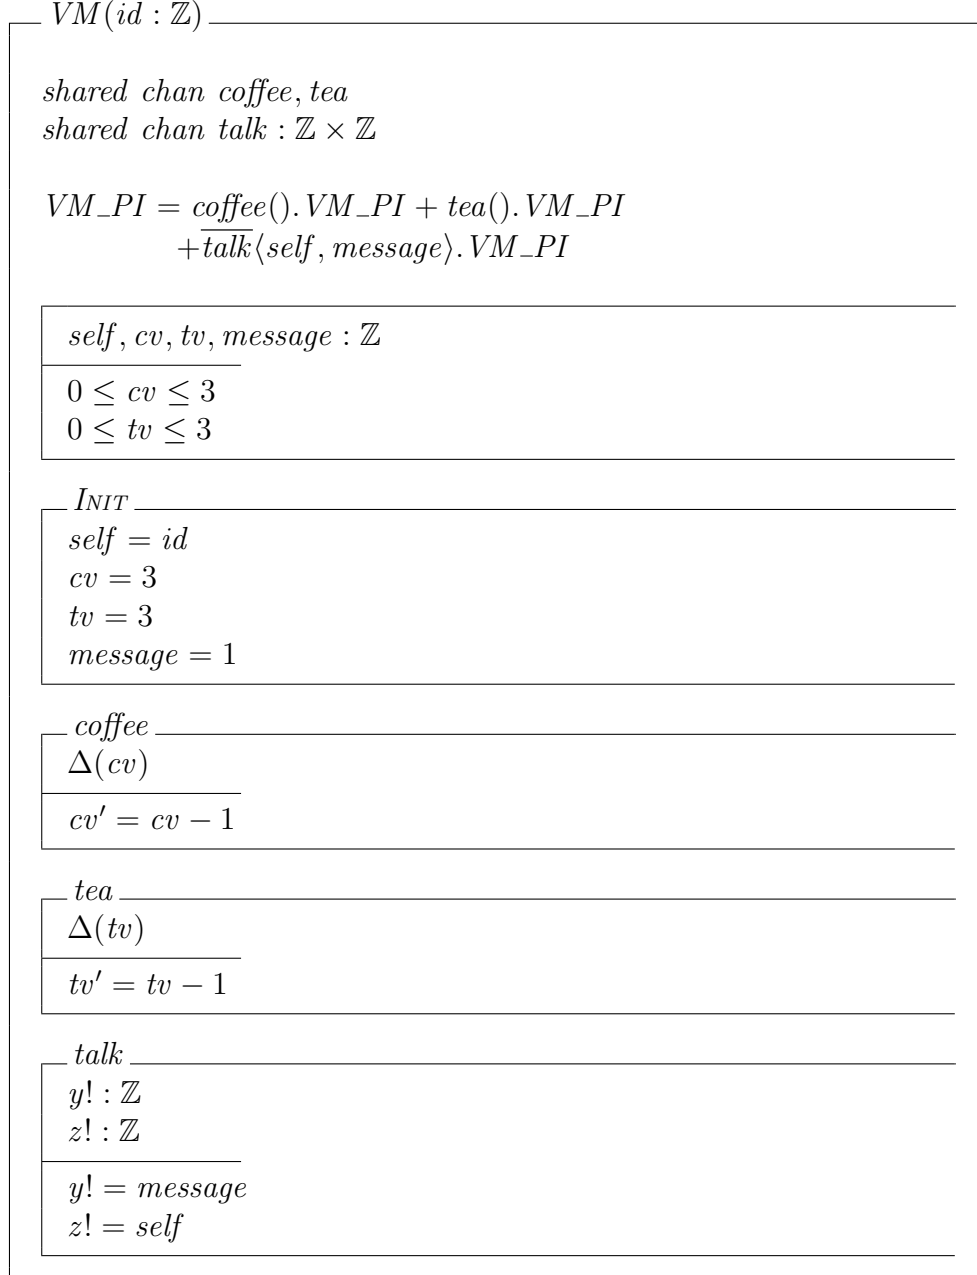 VM(id : ℤ)
shared chan coffee, tea
shared chan talk : ℤ × ℤ
VM_PI = coffee().VM_PI + tea().VM_PI
+\overline{talk}⟨self, message⟩.VM_PI
self, cv, tv, message : ℤ
0 ≤ cv ≤ 3
0 ≤ tv ≤ 3
INIT
self = id
cv = 3
tv = 3
message = 1
coffee
Δ(cv)
cv′ = cv − 1
tea
Δ(tv)
tv′ = tv − 1
talk
y! : ℤ
z! : ℤ
y! = message
z! = self